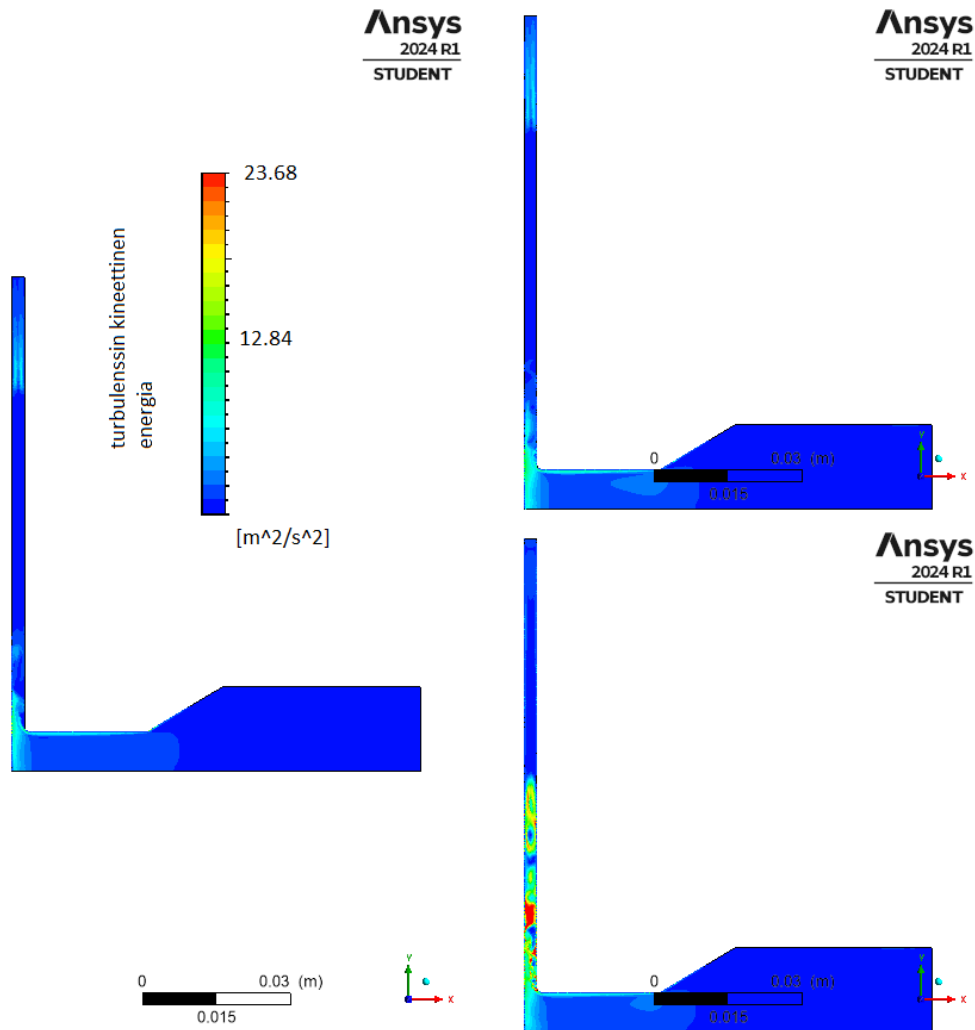 Ansys
2024 R1
STUDENT
23.68
12.84
turbulenssin kineettinen
energia
[m^2/s^2]
0
0.03 (m)
0.015
Y
X
Ansys
2024 R1
STUDENT
0
0.03 (m)
0.015
Y
X
Ansys
2024 R1
STUDENT
0
0.03 (m)
0.015
Y
X